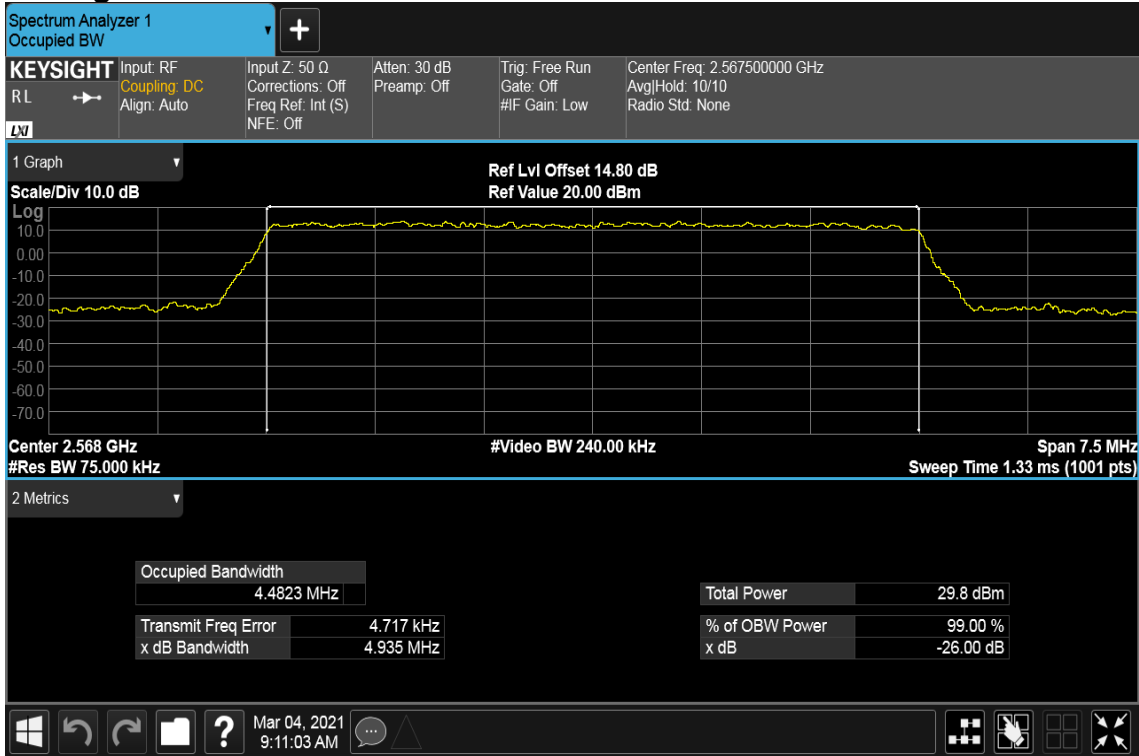 Spectrum Analyzer 1
Occupied BW
+
KEYSIGHT
R L
LXI
Input: RF
Coupling: DC
Align: Auto
Input Z: 50 Ω
Corrections: Off
Freq Ref: Int (S)
NFE: Off
Atten: 30 dB
Preamp: Off
Trig: Free Run
Gate: Off
#IF Gain: Low
Center Freq: 2.567500000 GHz
Avg|Hold: 10/10
Radio Std: None
1 Graph
Scale/Div 10.0 dB
Ref Lvl Offset 14.80 dB
Ref Value 20.00 dBm
Log
10.0
0.00
-10.0
-20.0
-30.0
-40.0
-50.0
-60.0
-70.0
Center 2.568 GHz
#Res BW 75.000 kHz
#Video BW 240.00 kHz
Span 7.5 MHz
Sweep Time 1.33 ms (1001 pts)
2 Metrics
Occupied Bandwidth
4.4823 MHz
Transmit Freq Error 4.717 kHz
x dB Bandwidth 4.935 MHz
Total Power 29.8 dBm
% of OBW Power 99.00 %
x dB -26.00 dB
?
Mar 04, 2021
9:11:03 AM